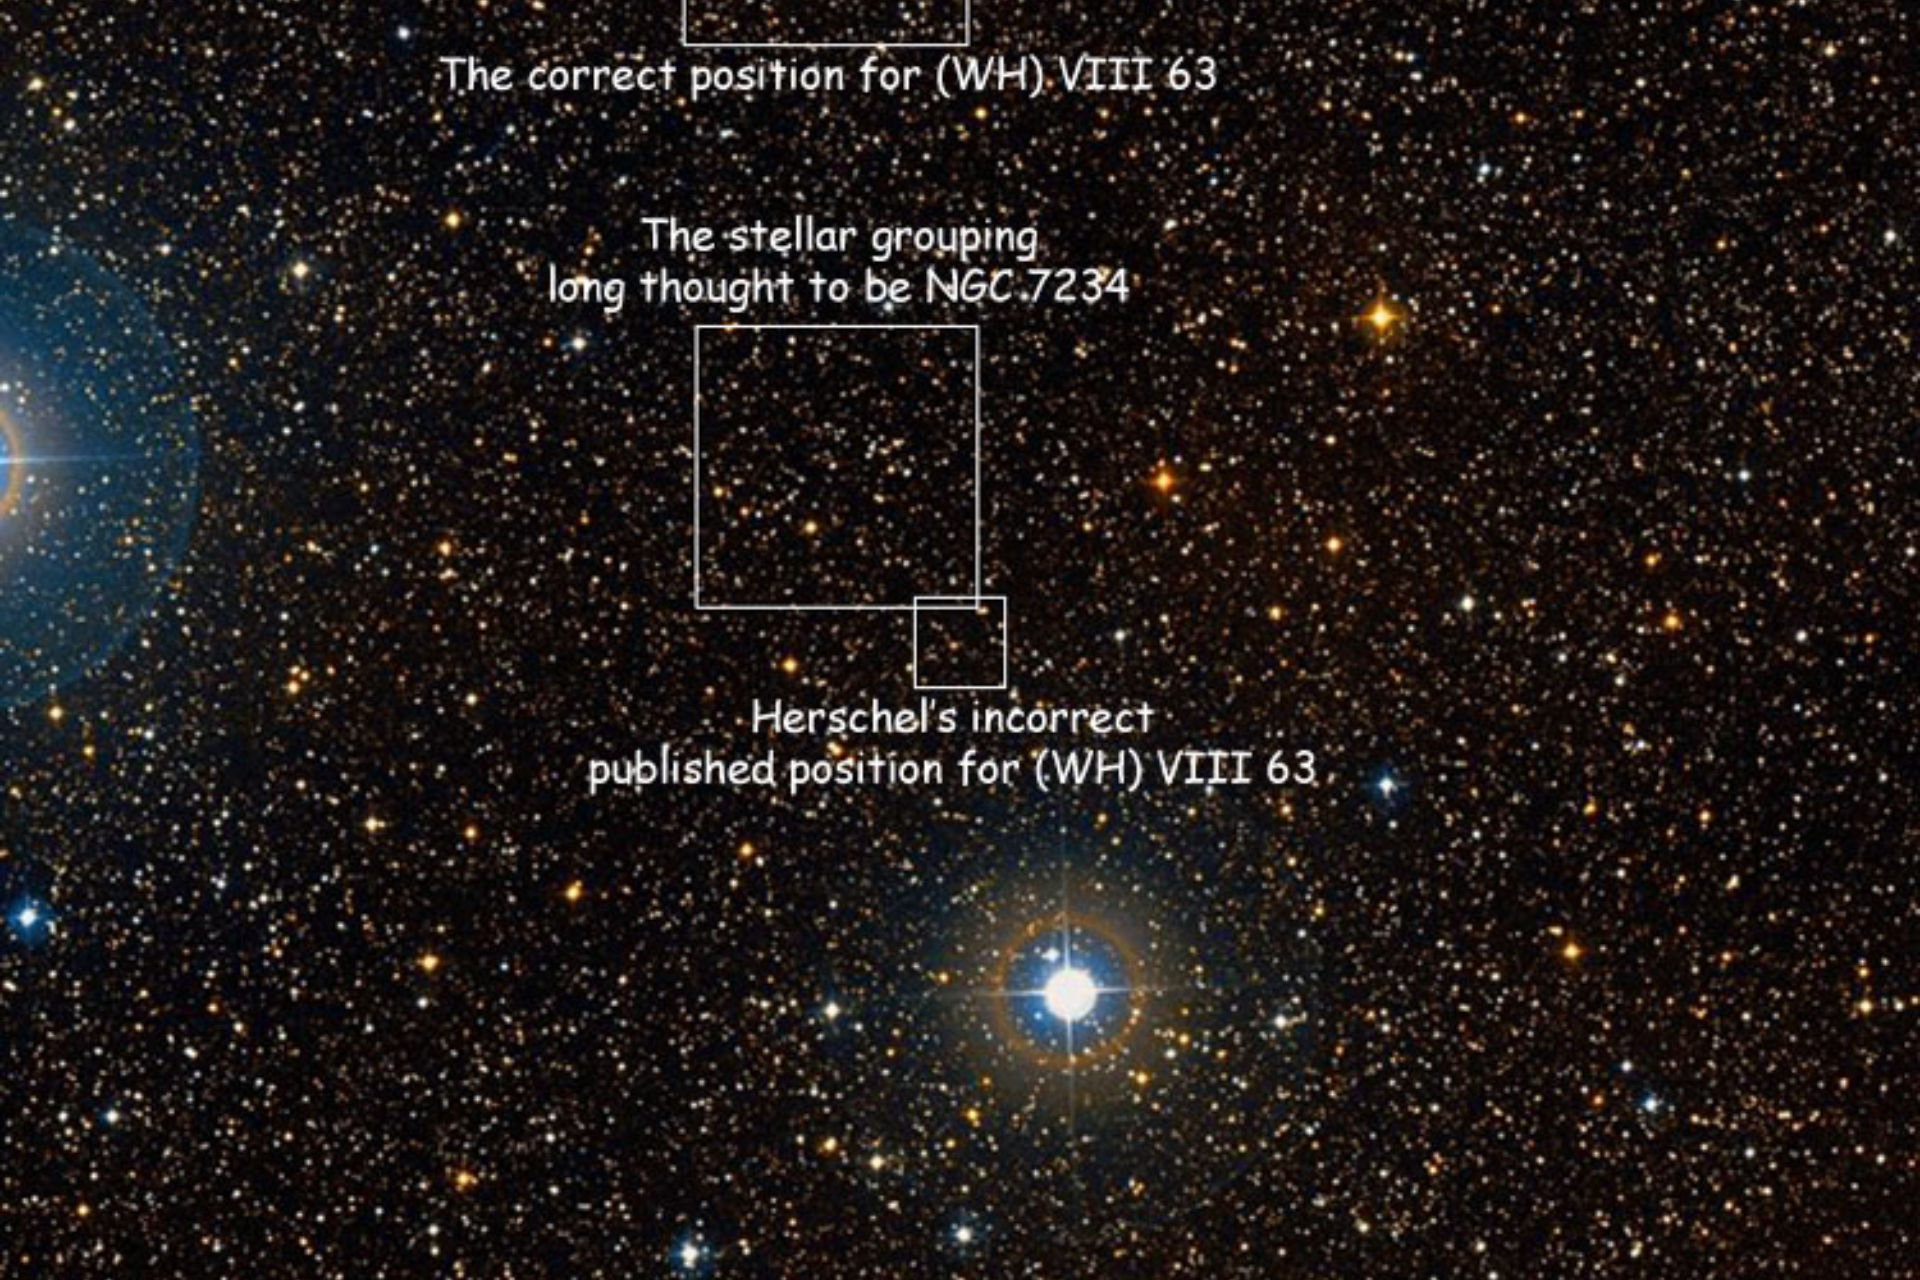 The correct position for (WH) VIII 63
The stellar grouping
long thought to be NGC 7234
Herschel's incorrect
published position for (WH) VIII 63